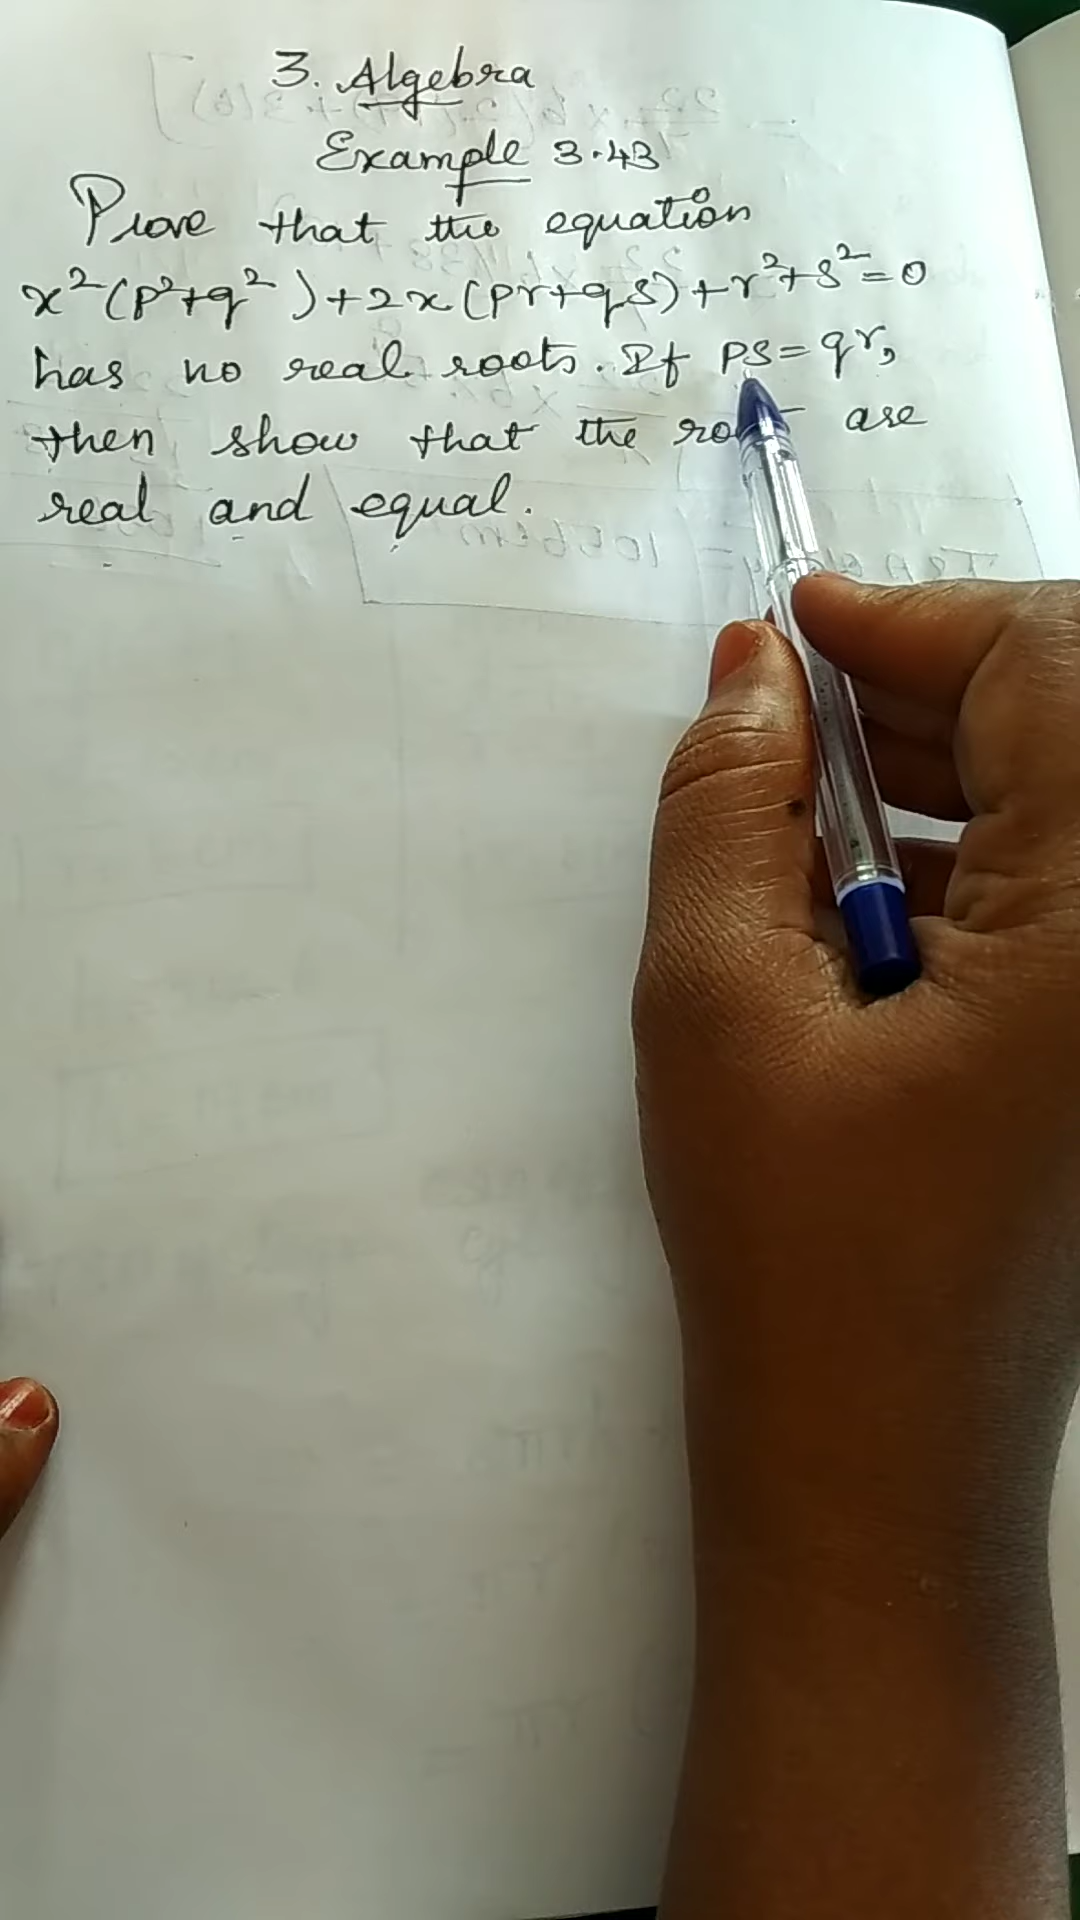 3. Algebra
Example 3.43
Prove that the equation
x²(p²+q²)+2x(pr+qs)+r²+s²=0
has no real roots. If ps=qr,
then show that the are
real and equal.